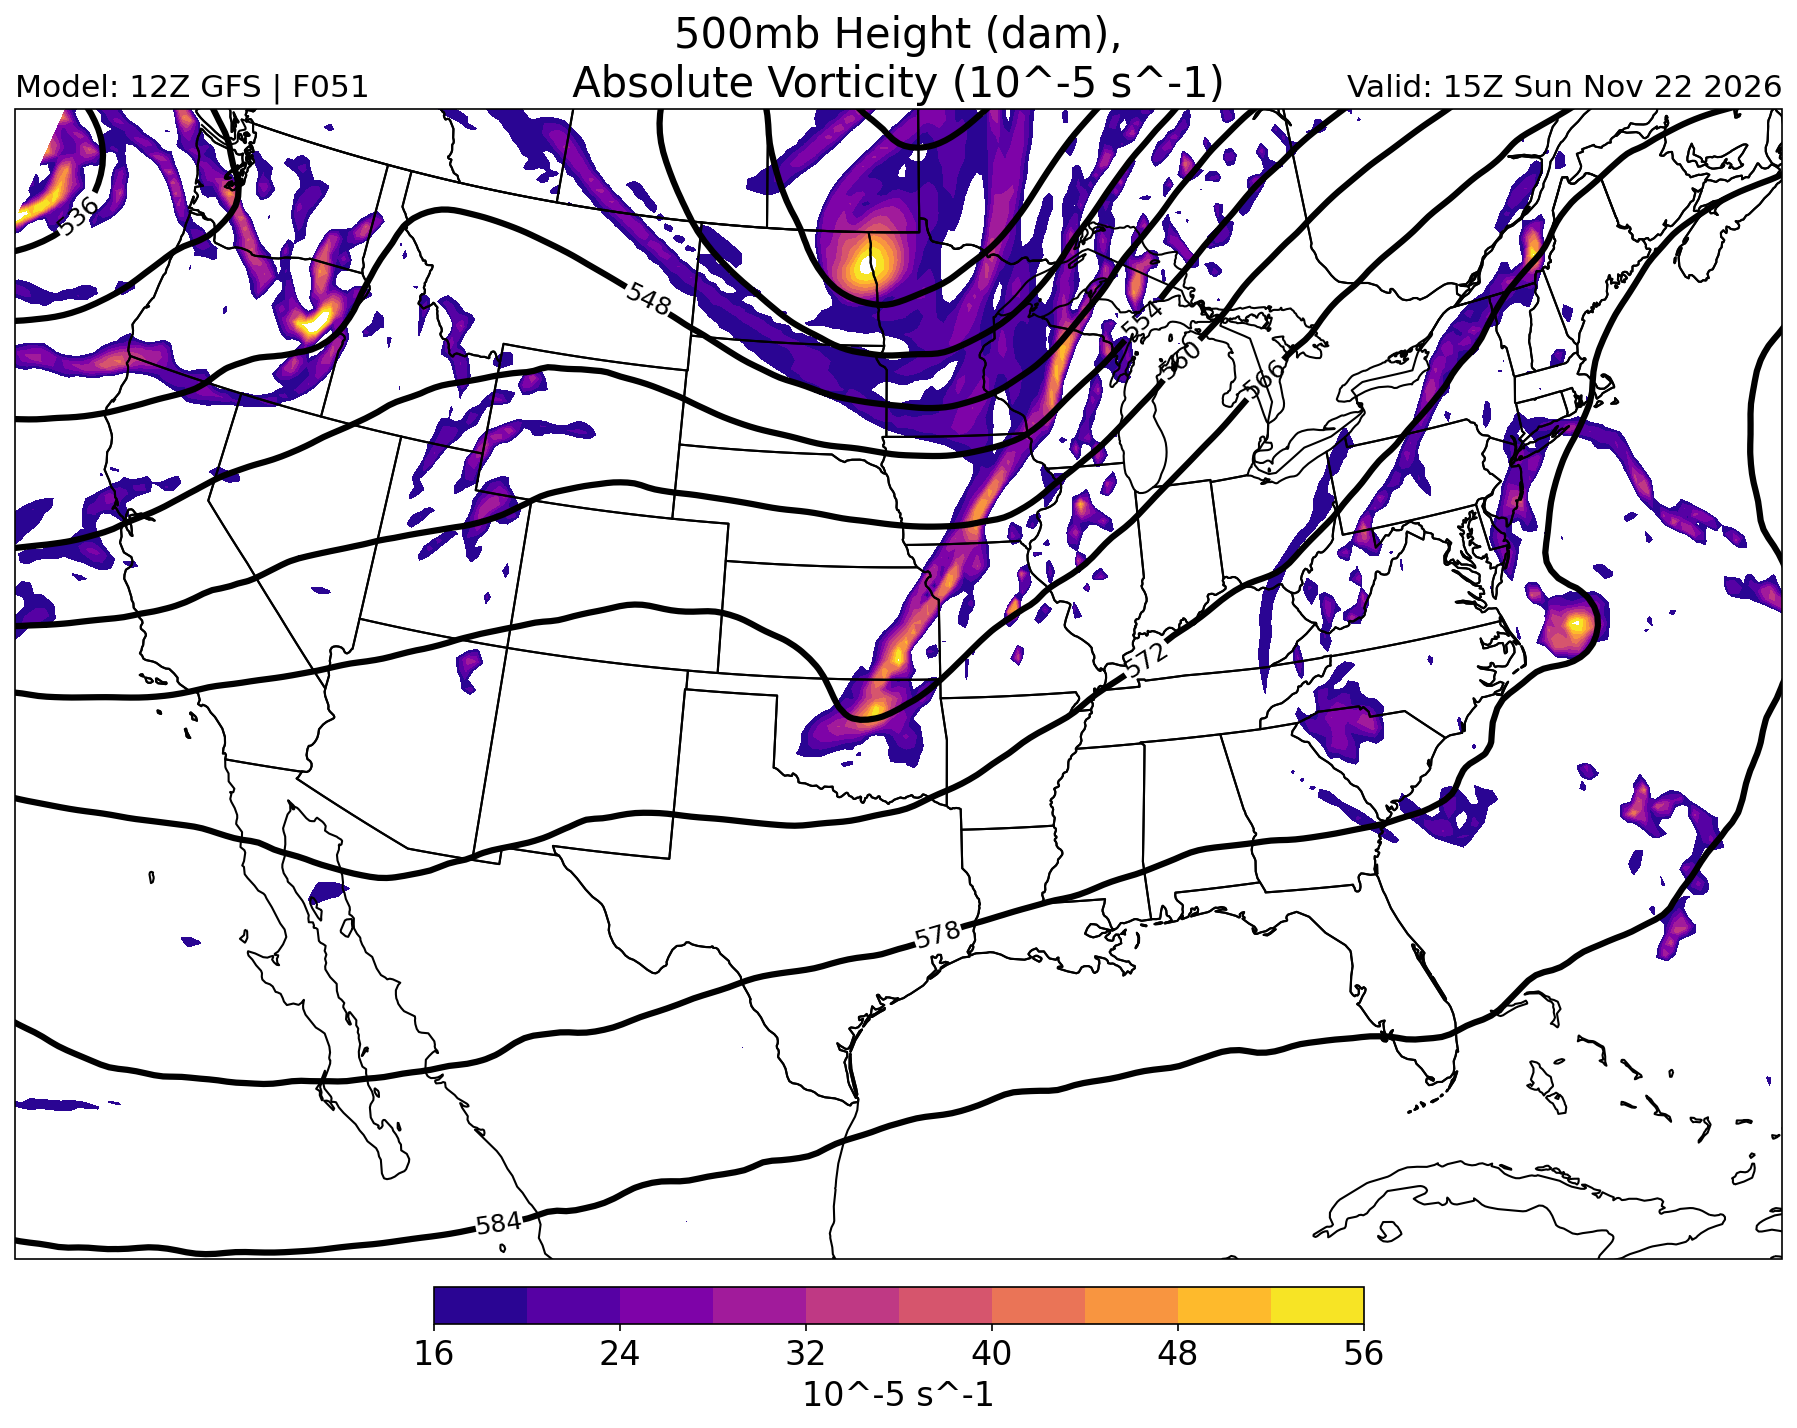 500mb Height (dam),
Absolute Vorticity (10^-5 s^-1)
Model: 12Z GFS | F051
Valid: 15Z Sun Nov 22 2026
536
548
554
560
566
572
578
584
16 24 32 40 48 56
10^-5 s^-1